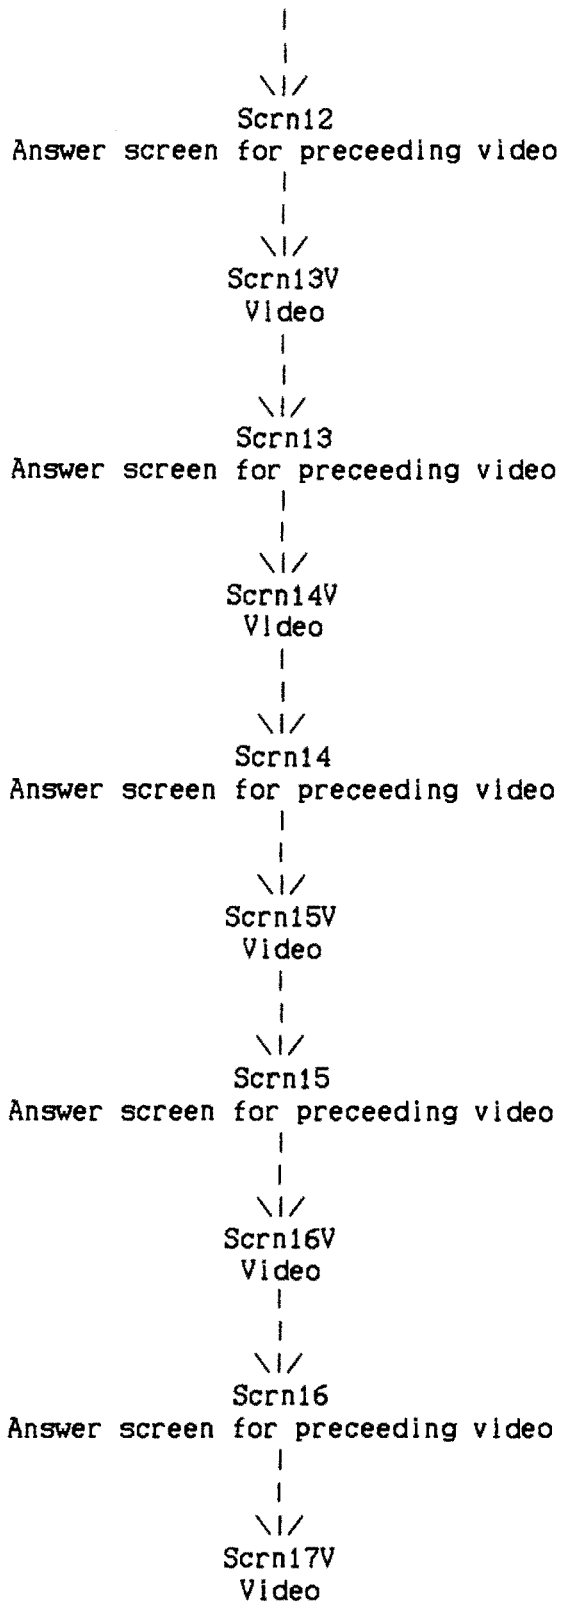 |
|
\|/
Scrn12
Answer screen for preceeding video
|
|
\|/
Scrn13V
Video
|
|
\|/
Scrn13
Answer screen for preceeding video
|
|
\|/
Scrn14V
Video
|
|
\|/
Scrn14
Answer screen for preceeding video
|
|
\|/
Scrn15V
Video
|
|
\|/
Scrn15
Answer screen for preceeding video
|
|
\|/
Scrn16V
Video
|
|
\|/
Scrn16
Answer screen for preceeding video
|
|
\|/
Scrn17V
Video